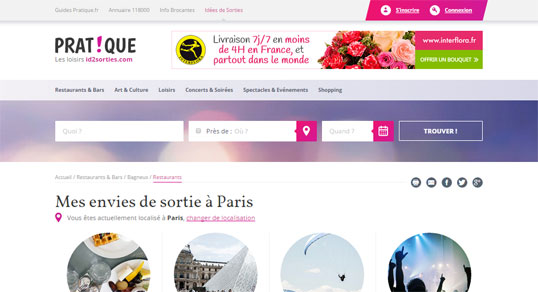 Guides Pratique.fr Annuaire 118000 Info Brocantes Idées de Sorties S'inscrire Connexion
PRAT!QUE
Les loisirs id2sorties.com
Livraison 7j/7 en moins
de 4H en France, et
partout dans le monde
INTERFLORA
www.interflora.fr
OFFRIR UN BOUQUET >
Restaurants & Bars Art & Culture Loisirs Concerts & Soirées Spectacles & Evénements Shopping
Quoi ? Près de : Où ? Quand ? TROUVER !
Accueil / Restaurants & Bars / Bagneux / Restaurants
Mes envies de sortie à Paris
Vous êtes actuellement localisé à Paris, changer de localisation